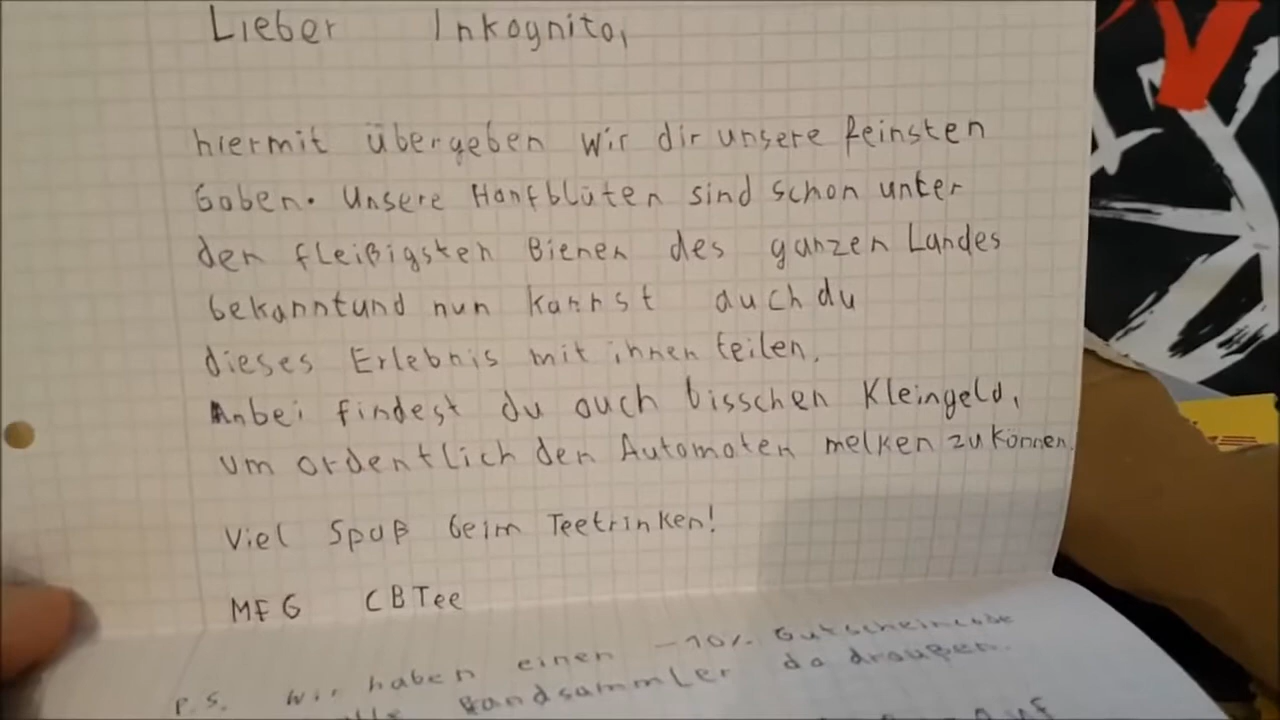 Lieber Inkognito,
hiermit übergeben wir dir unsere feinsten
Gaben. Unsere Hanfblüten sind schon unter
den fleißigsten Bienen des ganzen Landes
bekanntund nun kannst auch du
dieses Erlebnis mit ihnen teilen.
Anbei findest du auch bisschen Kleingeld,
um ordentlich den Automaten melken zu können.
Viel Spaß beim Teetrinken!
MFG CBTee
P.S. Wir haben einen -10% Gutscheincode
Pfandsammler da draußen.